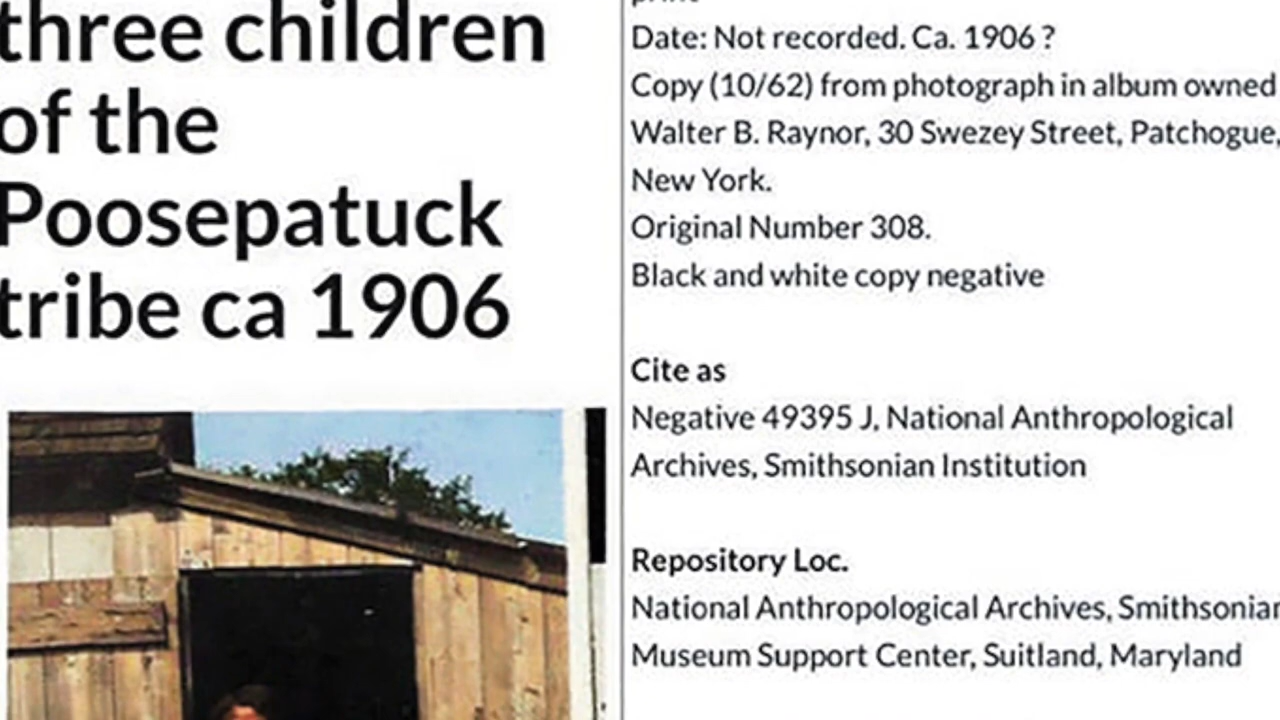 three children
of the
Poosepatuck
tribe ca 1906
print
Date: Not recorded. Ca. 1906 ?
Copy (10/62) from photograph in album owned
Walter B. Raynor, 30 Swezey Street, Patchogue,
New York.
Original Number 308.
Black and white copy negative
Cite as
Negative 49395 J, National Anthropological
Archives, Smithsonian Institution
Repository Loc.
National Anthropological Archives, Smithsonian
Museum Support Center, Suitland, Maryland